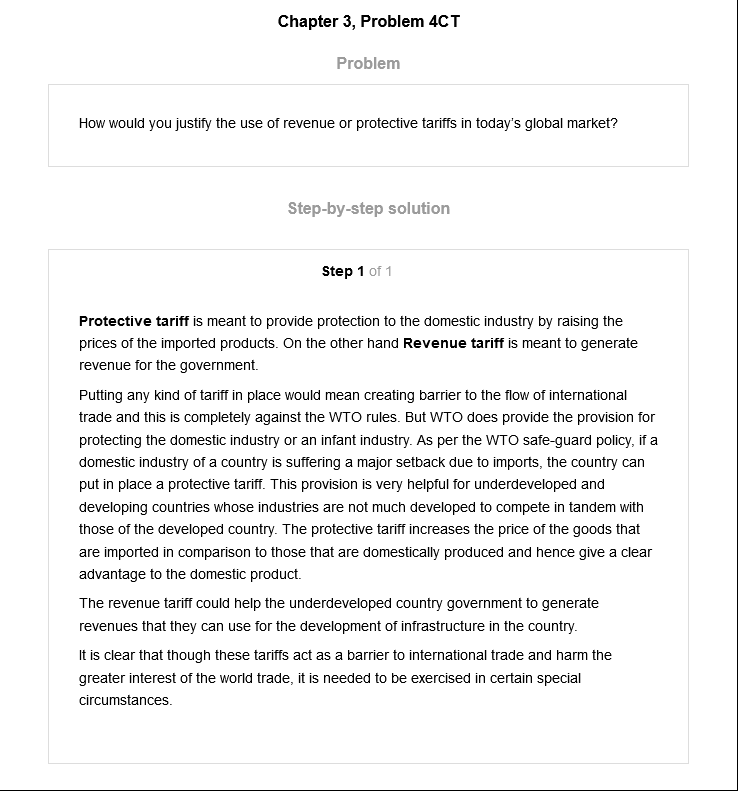 Chapter 3, Problem 4CT
Problem
How would you justify the use of revenue or protective tariffs in today's global market?
Step-by-step solution
Step 1 of 1
Protective tariff is meant to provide protection to the domestic industry by raising the
prices of the imported products. On the other hand Revenue tariff is meant to generate
revenue for the government.
Putting any kind of tariff in place would mean creating barrier to the flow of international
trade and this is completely against the WTO rules. But WTO does provide the provision for
protecting the domestic industry or an infant industry. As per the WTO safe-guard policy, if a
domestic industry of a country is suffering a major setback due to imports, the country can
put in place a protective tariff. This provision is very helpful for underdeveloped and
developing countries whose industries are not much developed to compete in tandem with
those of the developed country. The protective tariff increases the price of the goods that
are imported in comparison to those that are domestically produced and hence give a clear
advantage to the domestic product.
The revenue tariff could help the underdeveloped country government to generate
revenues that they can use for the development of infrastructure in the country.
It is clear that though these tariffs act as a barrier to international trade and harm the
greater interest of the world trade, it is needed to be exercised in certain special
circumstances.